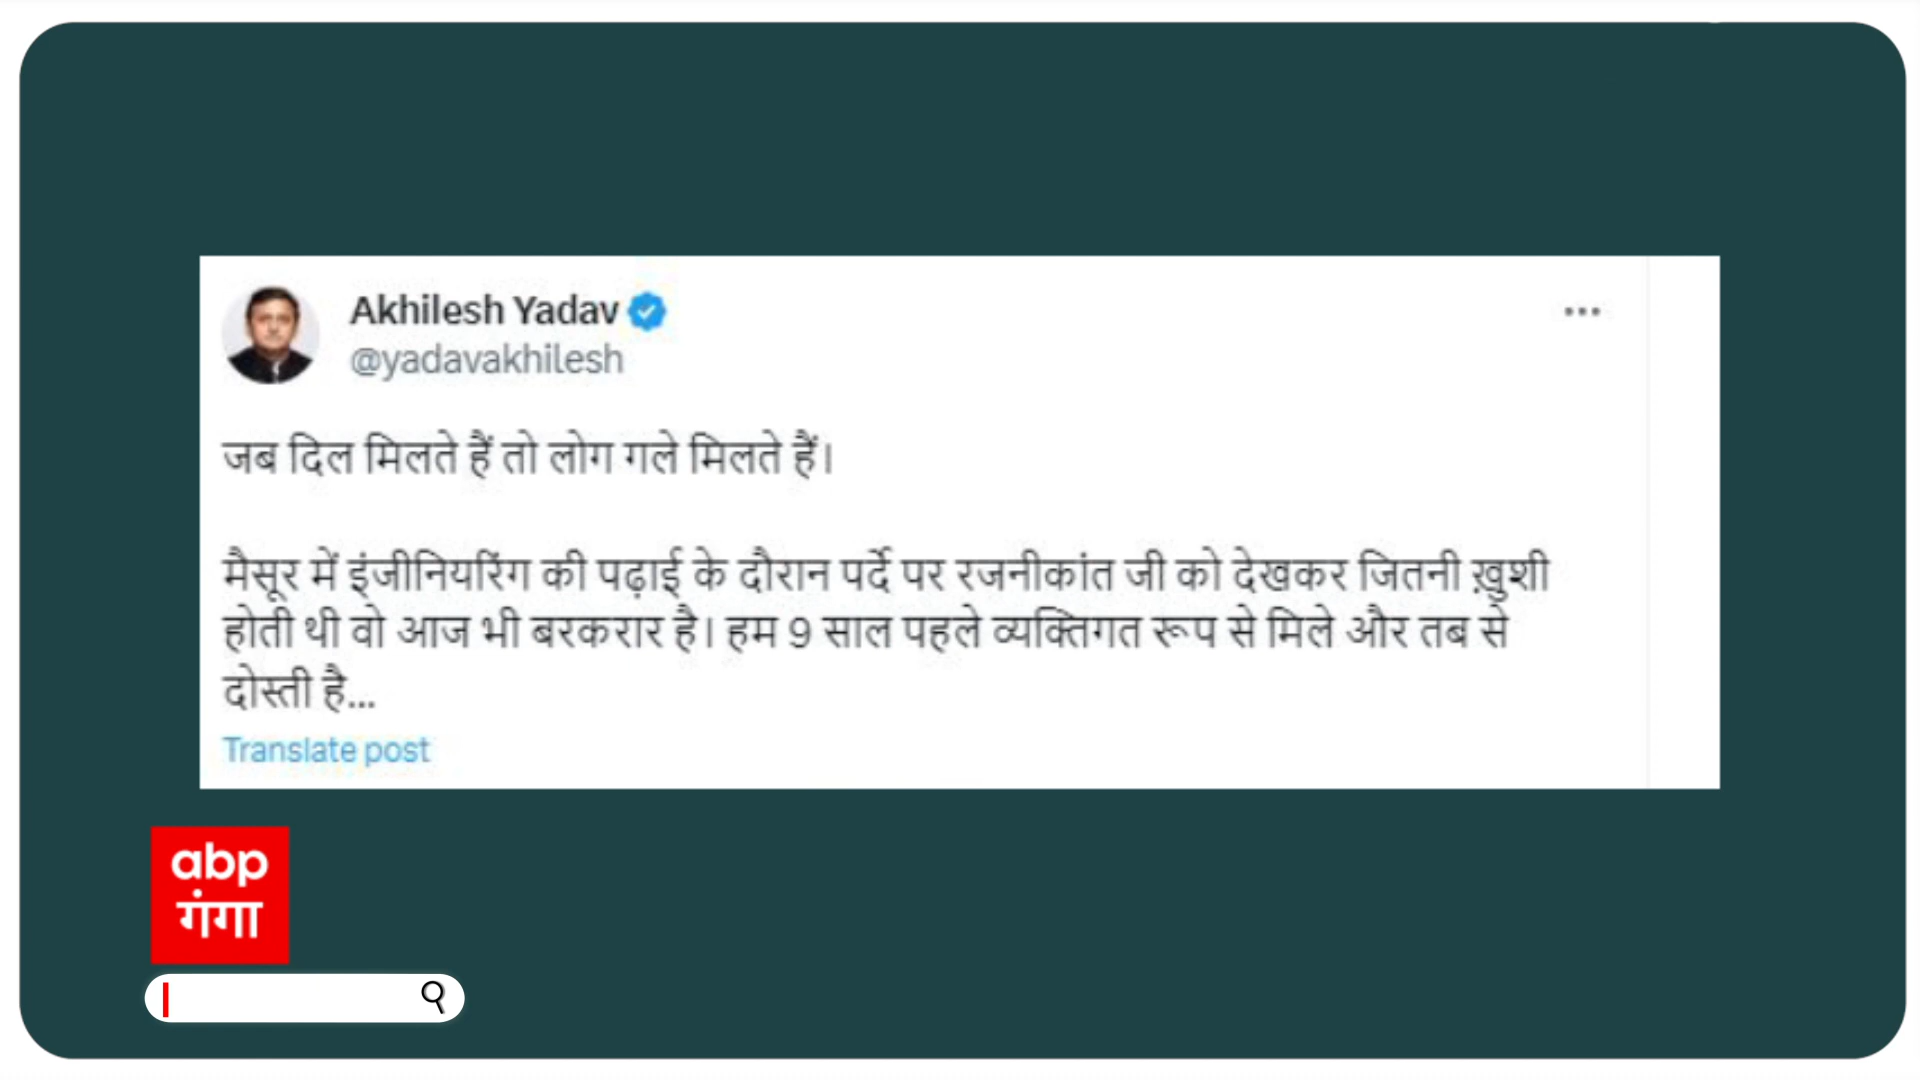 Akhilesh Yadav
@yadavakhilesh
जब दिल मिलते हैं तो लोग गले मिलते हैं।
मैसूर में इंजीनियरिंग की पढ़ाई के दौरान पर्दे पर रजनीकांत जी को देखकर जितनी ख़ुशी
होती थी वो आज भी बरकरार है। हम 9 साल पहले व्यक्तिगत रूप से मिले और तब से
दोस्ती है...
Translate post
abp
गंगा